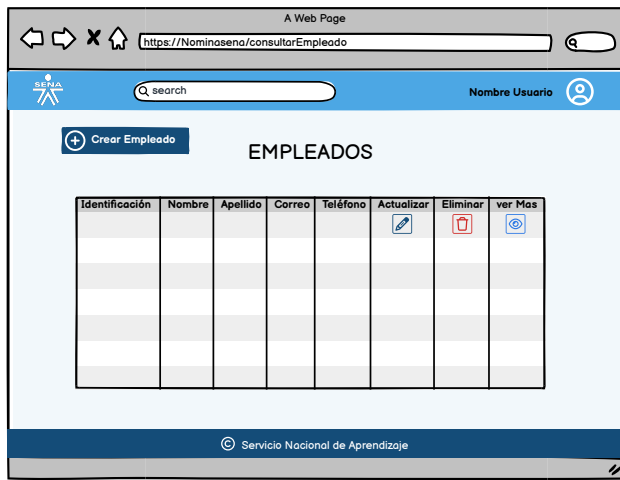 A Web Page
https://Nominasena/consultarEmpleado
SENA
search
Nombre Usuario
Crear Empleado
EMPLEADOS
Identificación Nombre Apellido Correo Teléfono Actualizar Eliminar ver Mas
© Servicio Nacional de Aprendizaje